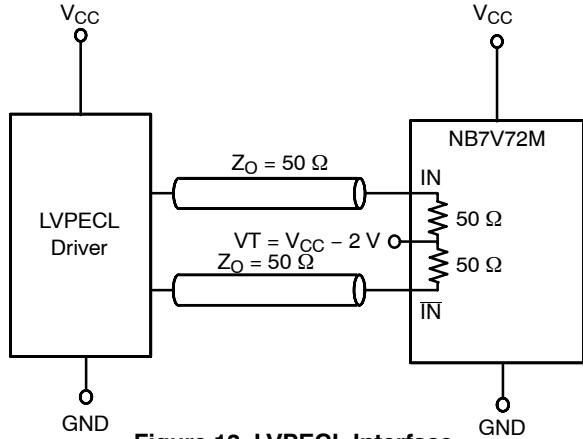 VCC
VCC
NB7V72M
ZO = 50 Ω
IN
LVPECL
Driver
50 Ω
VT = VCC − 2 V
ZO = 50 Ω
50 Ω
IN
GND
GND